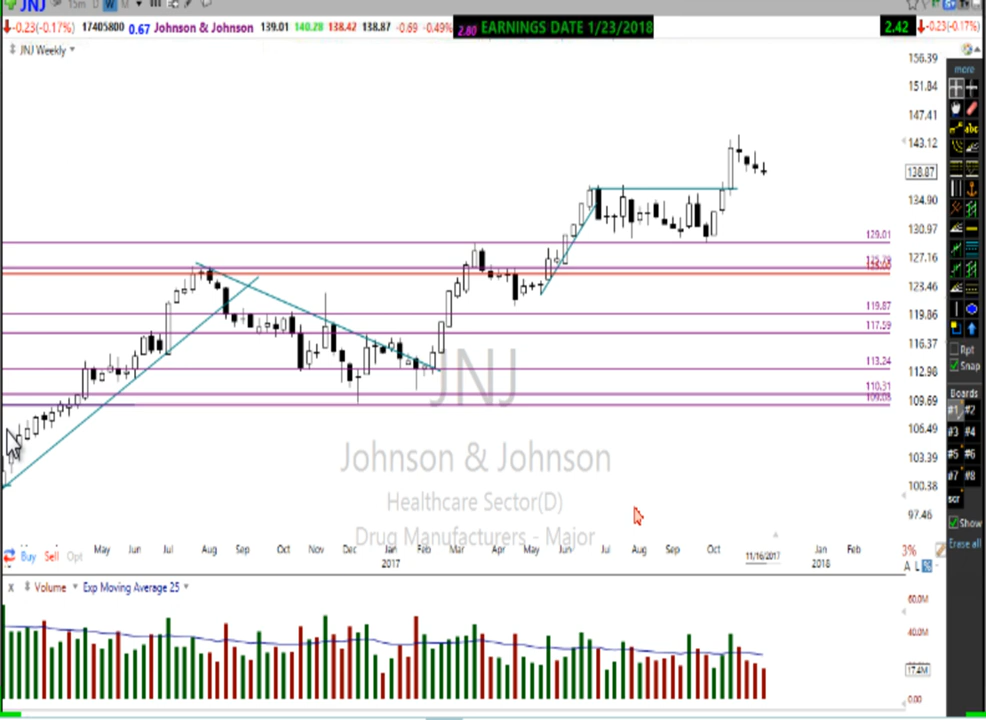 JNJ 15m D W M
-0.23(-0.17%) 17405800 0.67 Johnson & Johnson 139.01 140.28 138.42 138.87 -0.69 -0.49% 2.80 EARNINGS DATE 1/23/2018 2.42 -0.23(-0.17%)
JNJ Weekly
156.39
more
151.84
147.41
abc
143.12
138.87
134.90
129.01
130.97
127.16
123.46
119.87
119.86
117.59
116.37
Rpt
113.24
112.98
Snap
110.31
109.08
109.69
Boards
#1 #2
106.49
#3 #4
JNJ
Johnson & Johnson
Healthcare Sector(D)
Drug Manufacturers - Major
103.39
#5 #6
100.38
#7 #8
scr
97.46
Show
Erase all
Buy Sell Opt
May Jun Jul Aug Sep Oct Nov Dec Jan Feb Mar Apr May Jun Jul Aug Sep Oct 11/16/2017 Jan Feb
2017 2018
3%
A L %
X Volume Exp Moving Average 25
60.0M
40.0M
17.4M
0.00